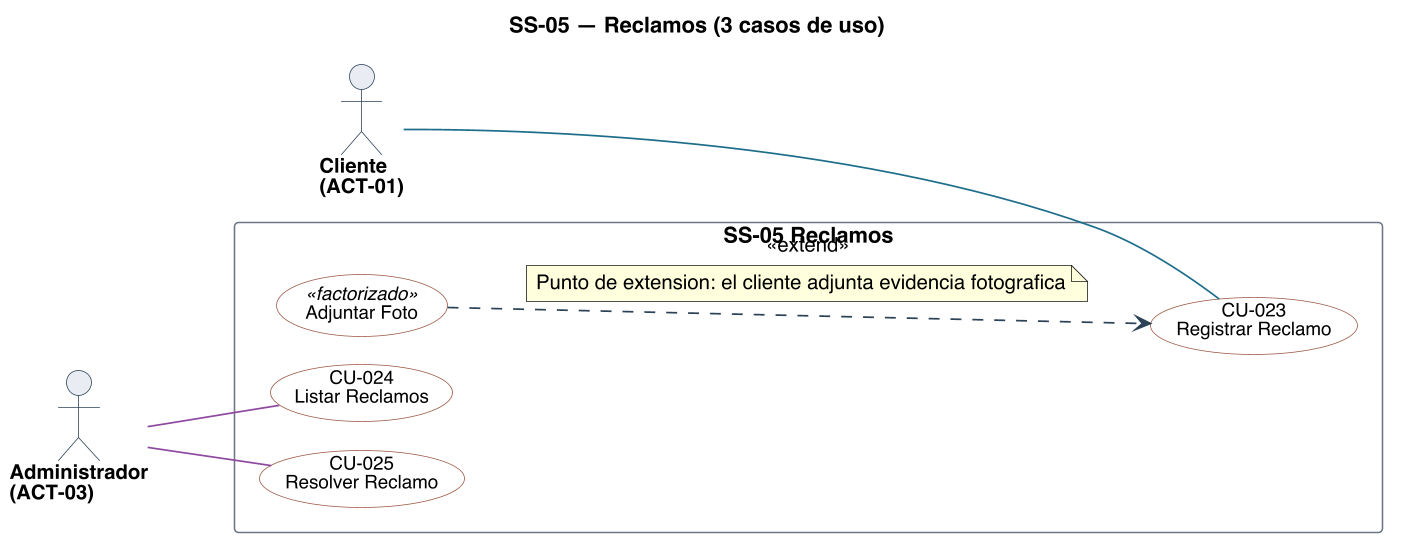 SS-05 — Reclamos (3 casos de uso)
Cliente
(ACT-01)
SS-05 Reclamos
«extend»
Punto de extension: el cliente adjunta evidencia fotografica
«factorizado»
Adjuntar Foto
CU-023
Registrar Reclamo
CU-024
Listar Reclamos
Administrador
(ACT-03)
CU-025
Resolver Reclamo